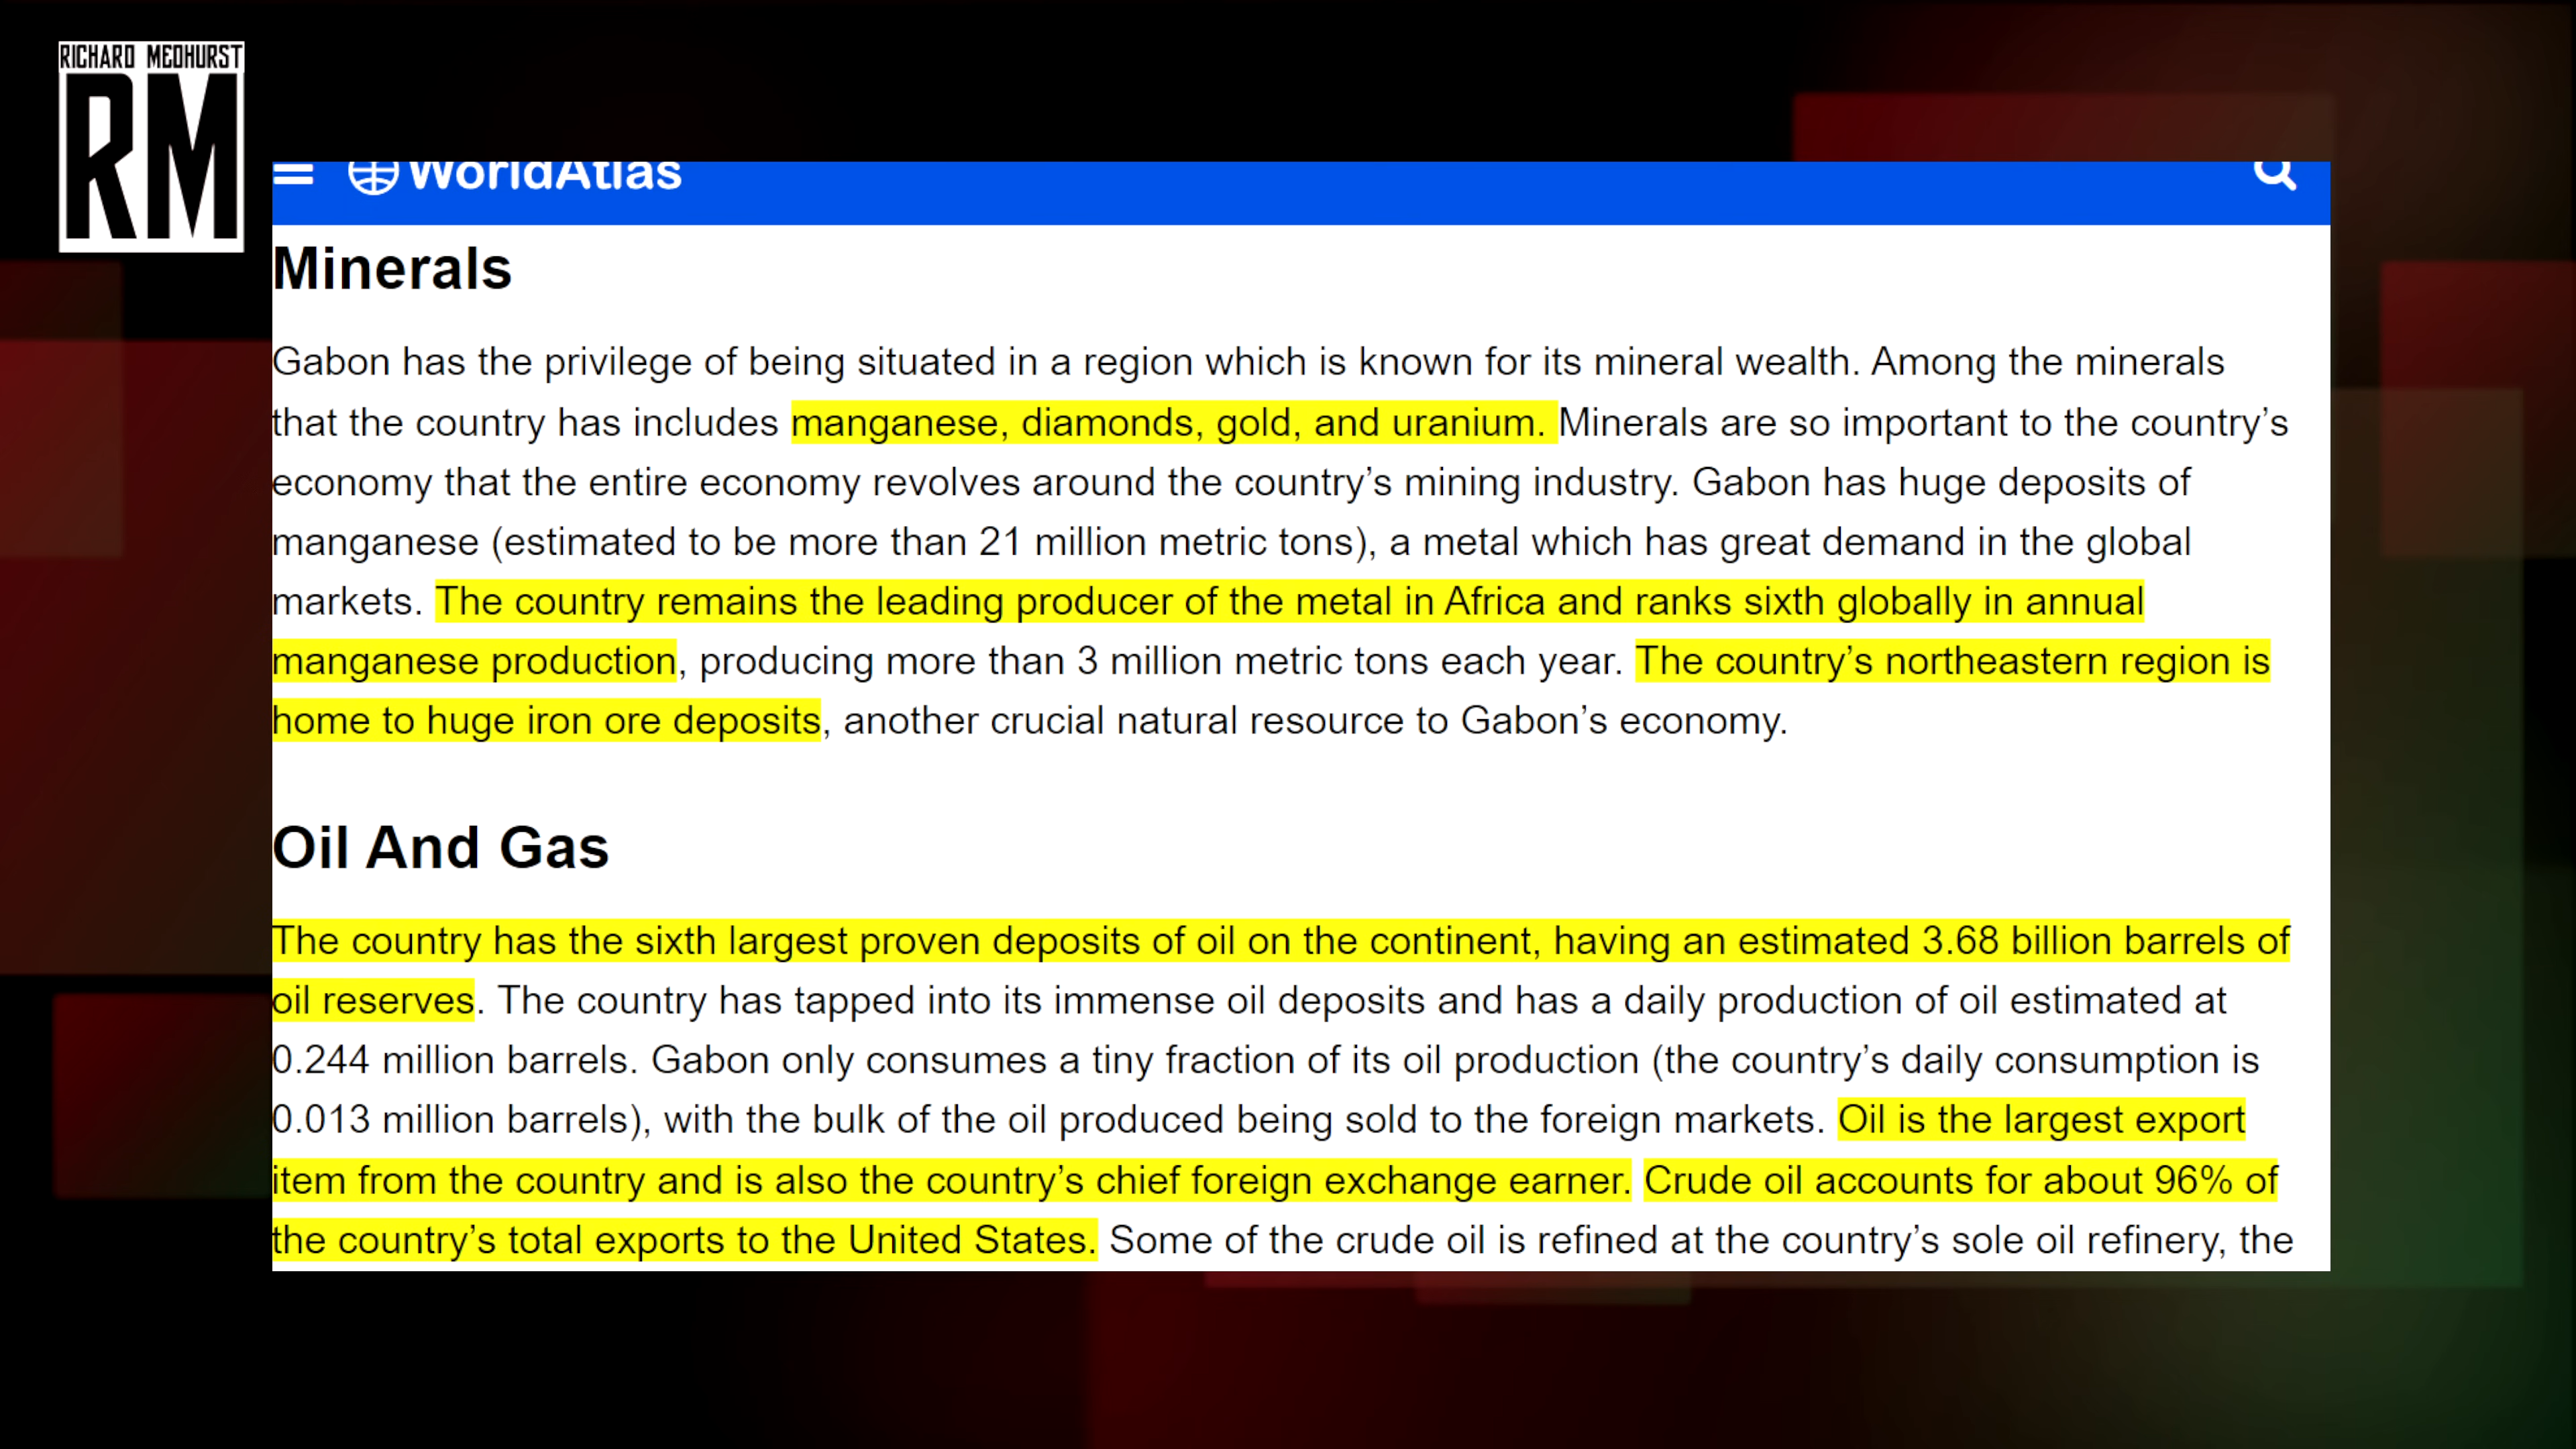 RICHARD MEDHURST
RM
WorldAtlas
Minerals
Gabon has the privilege of being situated in a region which is known for its mineral wealth. Among the minerals
that the country has includes manganese, diamonds, gold, and uranium. Minerals are so important to the country’s
economy that the entire economy revolves around the country’s mining industry. Gabon has huge deposits of
manganese (estimated to be more than 21 million metric tons), a metal which has great demand in the global
markets. The country remains the leading producer of the metal in Africa and ranks sixth globally in annual
manganese production, producing more than 3 million metric tons each year. The country’s northeastern region is
home to huge iron ore deposits, another crucial natural resource to Gabon’s economy.
Oil And Gas
The country has the sixth largest proven deposits of oil on the continent, having an estimated 3.68 billion barrels of
oil reserves. The country has tapped into its immense oil deposits and has a daily production of oil estimated at
0.244 million barrels. Gabon only consumes a tiny fraction of its oil production (the country’s daily consumption is
0.013 million barrels), with the bulk of the oil produced being sold to the foreign markets. Oil is the largest export
item from the country and is also the country’s chief foreign exchange earner. Crude oil accounts for about 96% of
the country’s total exports to the United States. Some of the crude oil is refined at the country’s sole oil refinery, the